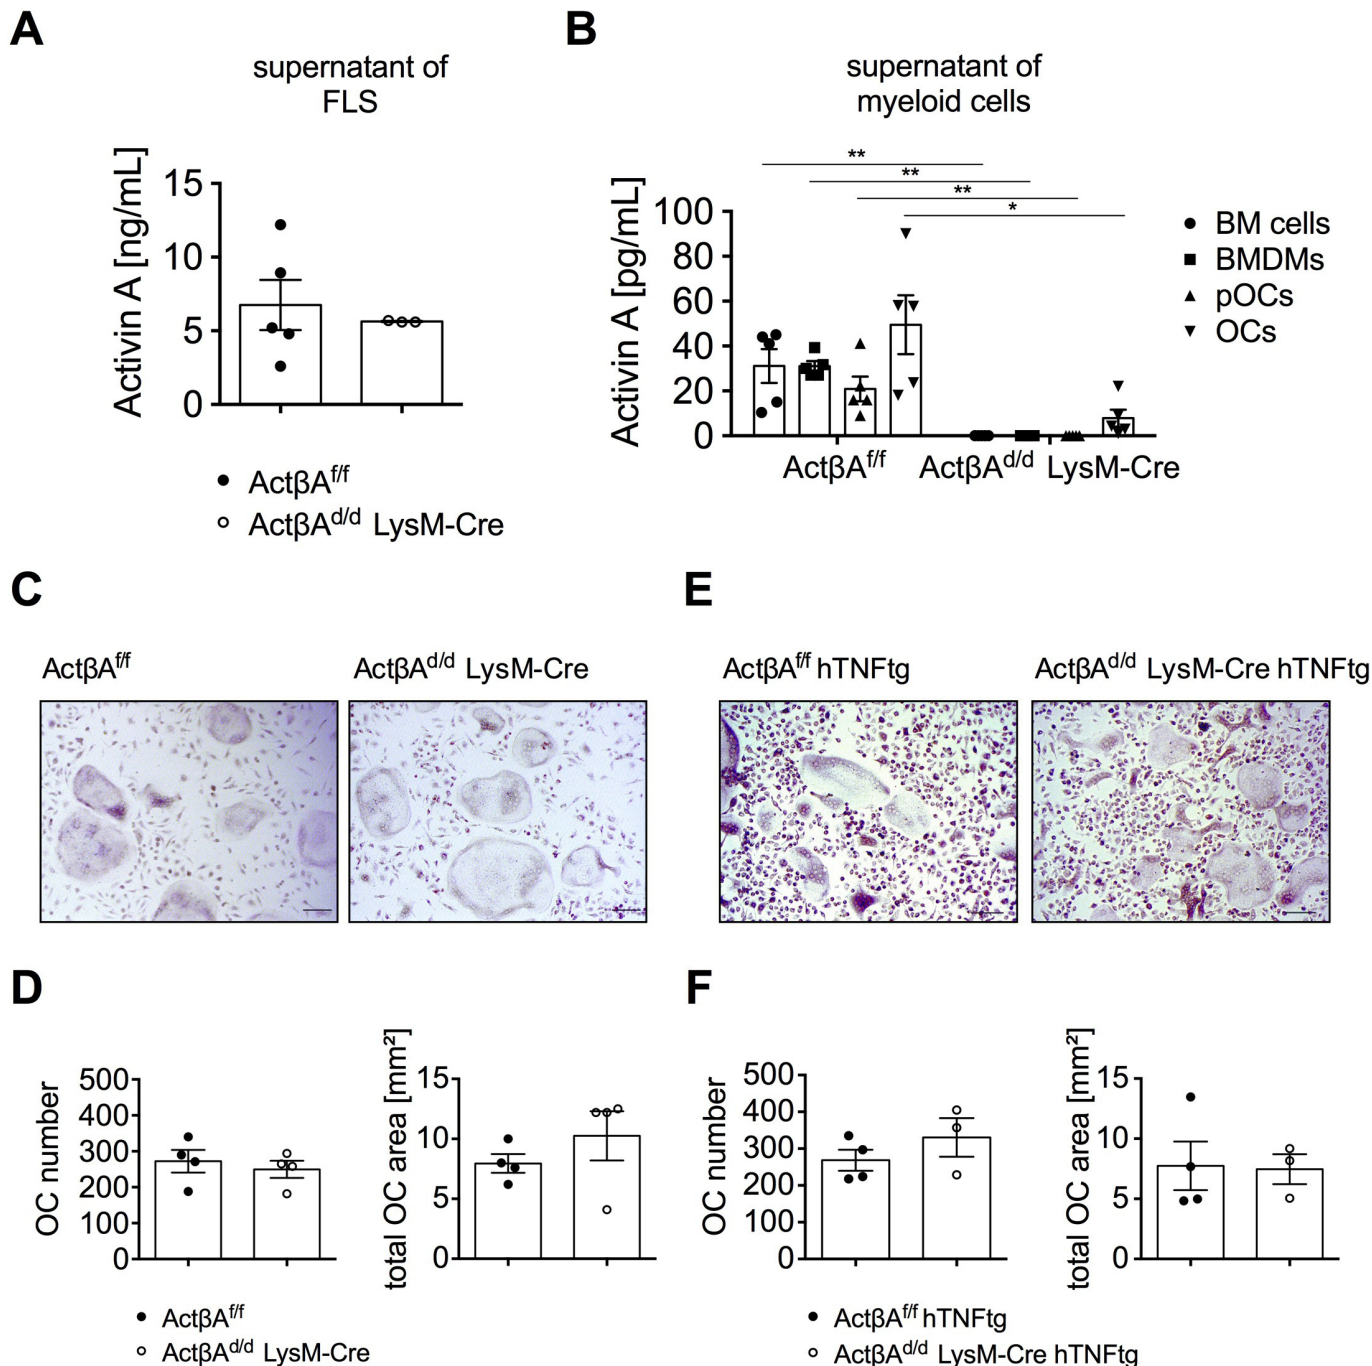 A
supernatant of
FLS
Activin A [ng/mL]
15
10
5
0
ActβA^f/f
ActβA^d/d LysM-Cre
B
supernatant of
myeloid cells
**
**
**
*
Activin A [pg/mL]
100
80
60
40
20
0
ActβA^f/f
ActβA^d/d LysM-Cre
BM cells
BMDMs
pOCs
OCs
C
ActβA^f/f
ActβA^d/d LysM-Cre
E
ActβA^f/f hTNFtg
ActβA^d/d LysM-Cre hTNFtg
D
OC number
500
400
300
200
100
0
total OC area [mm²]
15
10
5
0
ActβA^f/f
ActβA^d/d LysM-Cre
F
OC number
500
400
300
200
100
0
total OC area [mm²]
15
10
5
0
ActβA^f/f hTNFtg
ActβA^d/d LysM-Cre hTNFtg